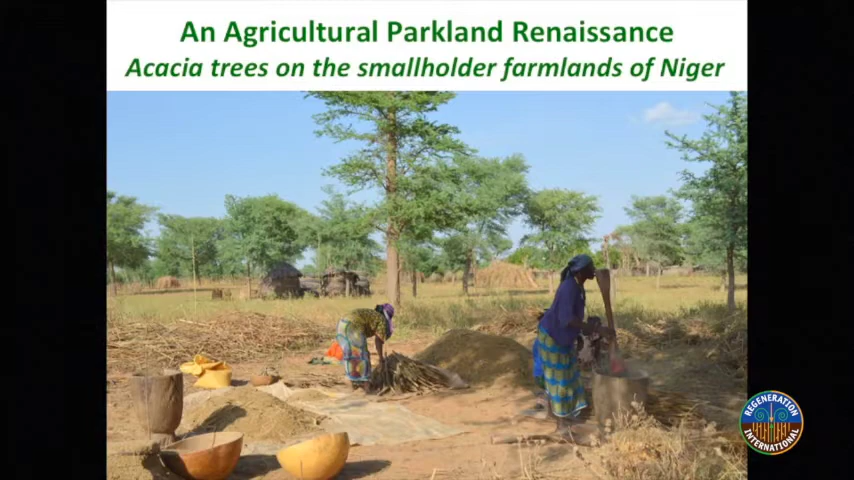 An Agricultural Parkland Renaissance
Acacia trees on the smallholder farmlands of Niger
REGENERATION
INTERNATIONAL